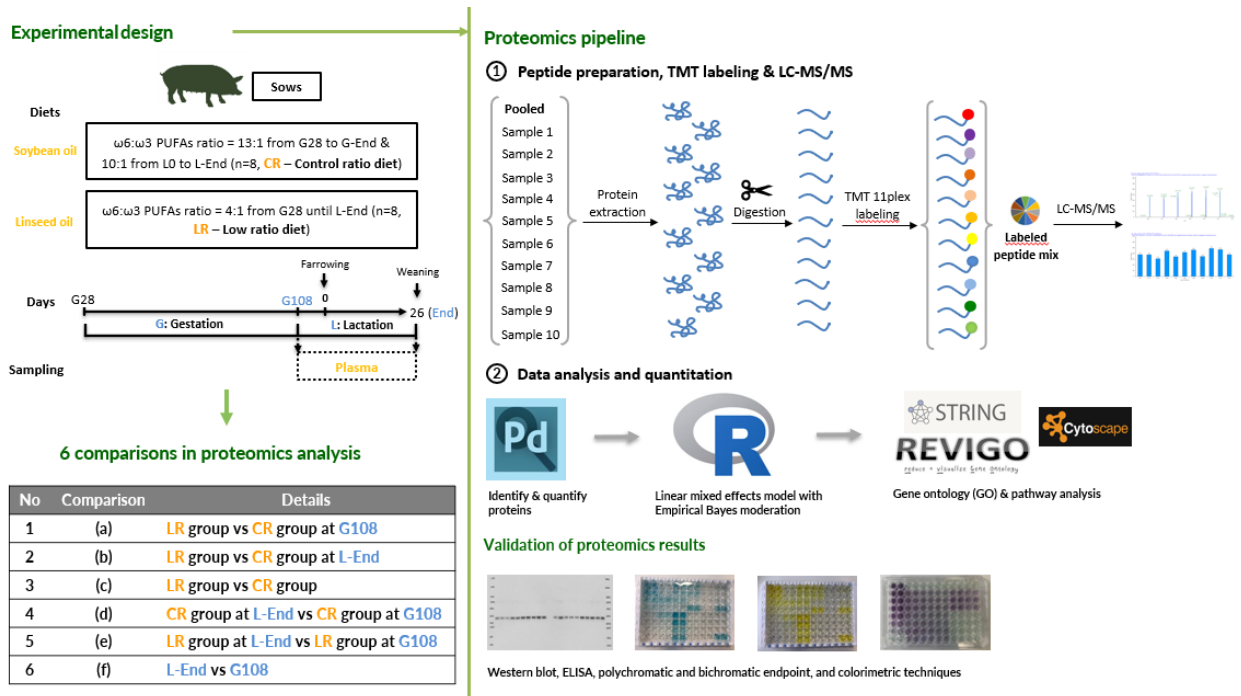 Experimental design
Sows
Diets
Soybean oil
ω6:ω3 PUFAs ratio = 13:1 from G28 to G-End &
10:1 from L0 to L-End (n=8, CR – Control ratio diet)
Linseed oil
ω6:ω3 PUFAs ratio = 4:1 from G28 until L-End (n=8,
LR – Low ratio diet)
Farrowing
Weaning
Days
G28
G108
0
26 (End)
G: Gestation
L: Lactation
Sampling
Plasma
6 comparisons in proteomics analysis
No Comparison Details
1 (a) LR group vs CR group at G108
2 (b) LR group vs CR group at L-End
3 (c) LR group vs CR group
4 (d) CR group at L-End vs CR group at G108
5 (e) LR group at L-End vs LR group at G108
6 (f) L-End vs G108
Proteomics pipeline
1 Peptide preparation, TMT labeling & LC-MS/MS
Pooled
Sample 1
Sample 2
Sample 3
Sample 4
Sample 5
Sample 6
Sample 7
Sample 8
Sample 9
Sample 10
Protein
extraction
Digestion
TMT 11plex
labeling
Labeled
peptide mix
LC-MS/MS
2 Data analysis and quantitation
Pd
R
STRING
REVIGO
reduce + visualize Gene Ontology
Cytoscape
Identify & quantify
proteins
Linear mixed effects model with
Empirical Bayes moderation
Gene ontology (GO) & pathway analysis
Validation of proteomics results
Western blot, ELISA, polychromatic and bichromatic endpoint, and colorimetric techniques